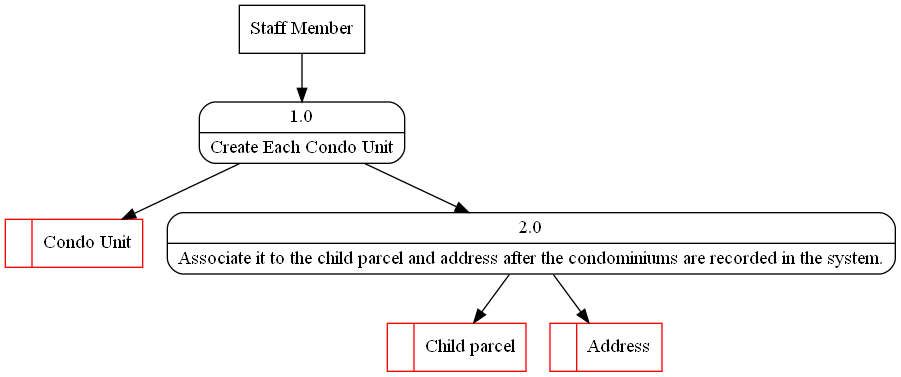 Staff Member
1.0
Create Each Condo Unit
Condo Unit
2.0
Associate it to the child parcel and address after the condominiums are recorded in the system.
Child parcel
Address